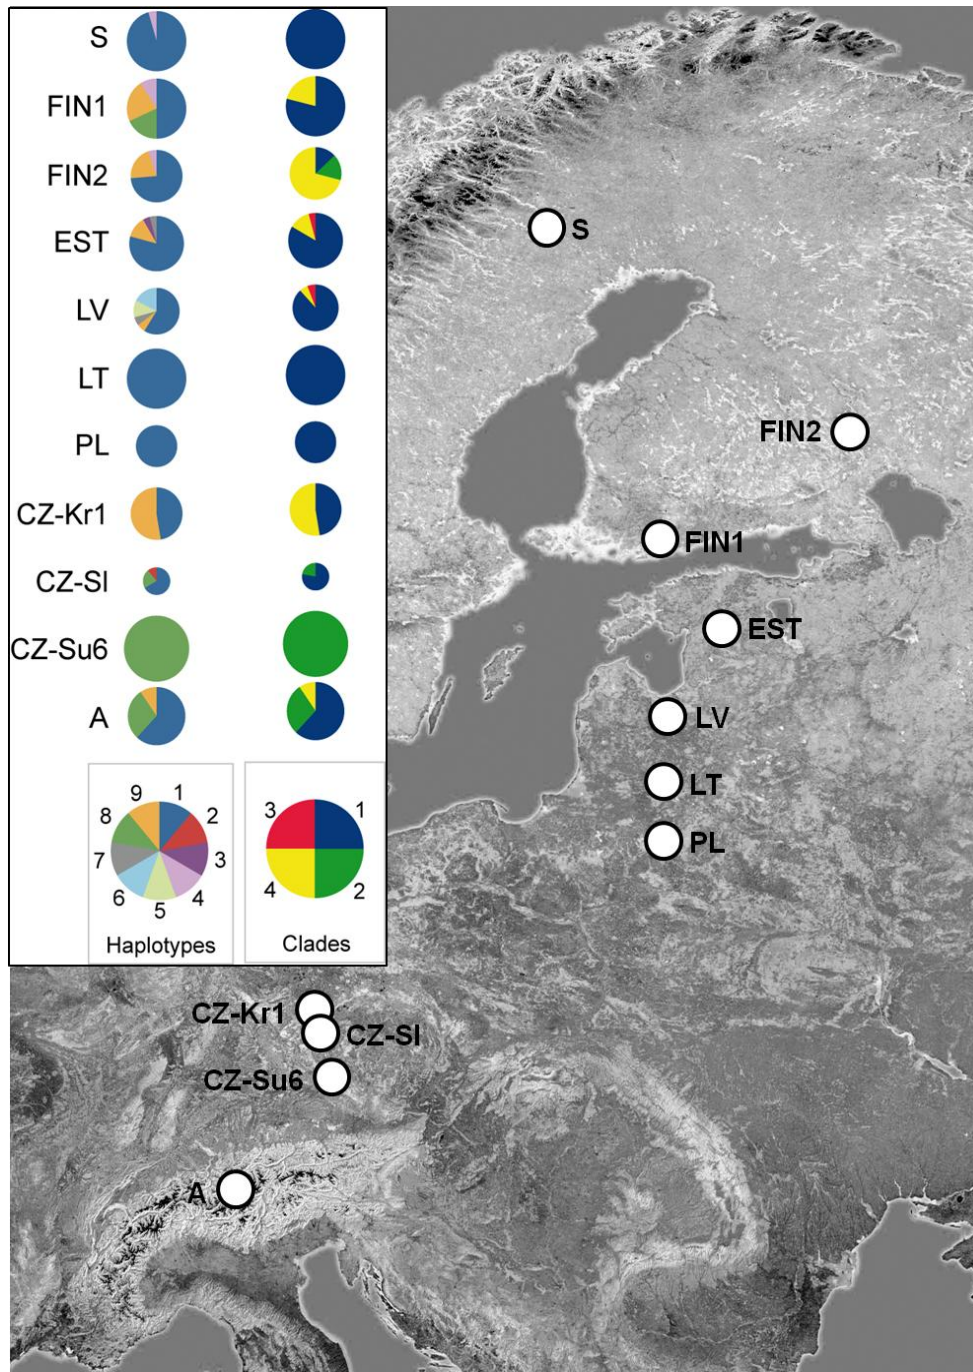 S
FIN1
FIN2
EST
LV
LT
PL
CZ-Kr1
CZ-Sl
CZ-Su6
A
9 1
8 2
7 3
6 5 4
Haplotypes
3 1
4 2
Clades
S
FIN2
FIN1
EST
LV
LT
PL
CZ-Kr1
CZ-Sl
CZ-Su6
A